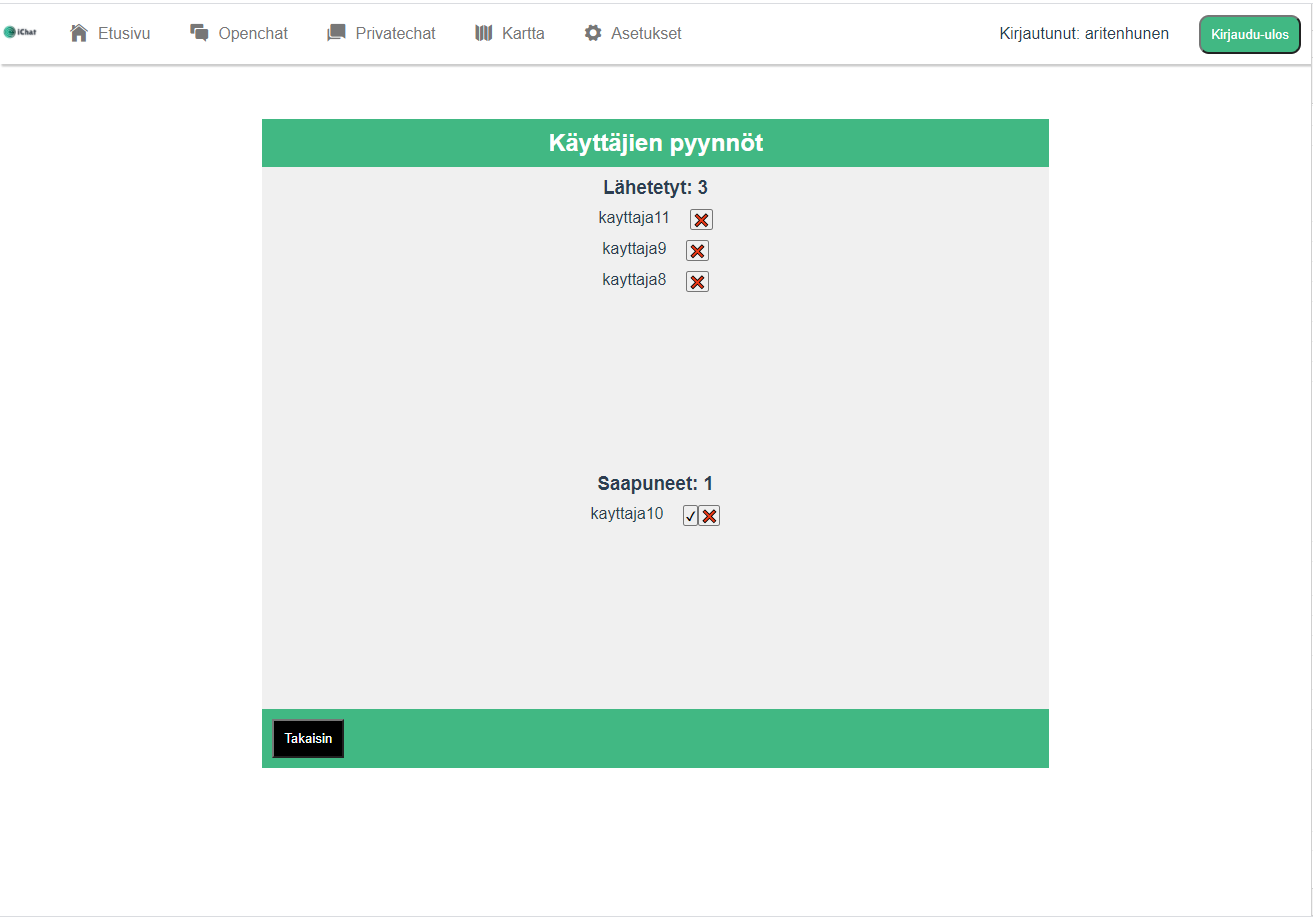 iChat Etusivu Openchat Privatechat Kartta Asetukset Kirjautunut: aritenhunen Kirjaudu-ulos
Käyttäjien pyynnöt
Lähetetyt: 3
kayttaja11
kayttaja9
kayttaja8
Saapuneet: 1
kayttaja10
Takaisin